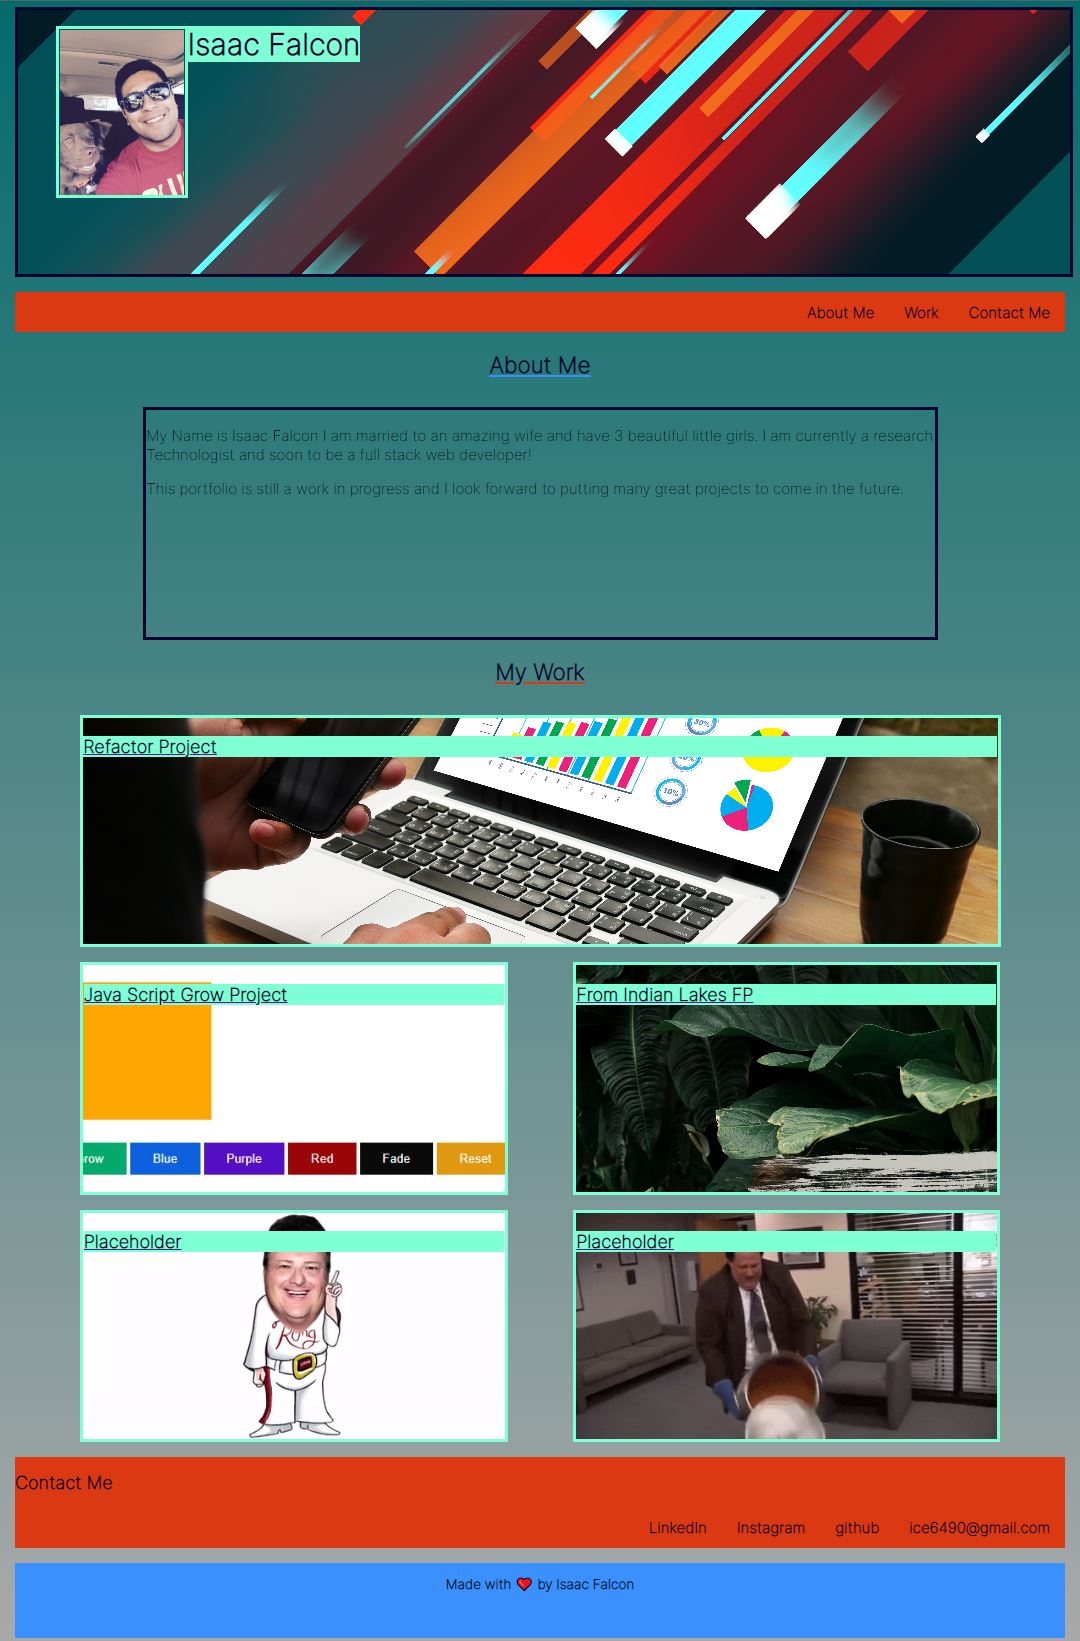 Isaac Falcon
About Me Work Contact Me
About Me
My Name is Isaac Falcon I am married to an amazing wife and have 3 beautiful little girls. I am currently a research
Technologist and soon to be a full stack web developer!
This portfolio is still a work in progress and I look forward to putting many great projects to come in the future.
My Work
30%
Refactor Project
10%
Java Script Grow Project
From Indian Lakes FP
row Blue Purple Red Fade Reset
Placeholder
Placeholder
Kung
Contact Me
LinkedIn Instagram github ice6490@gmail.com
Made with ❤️ by Isaac Falcon